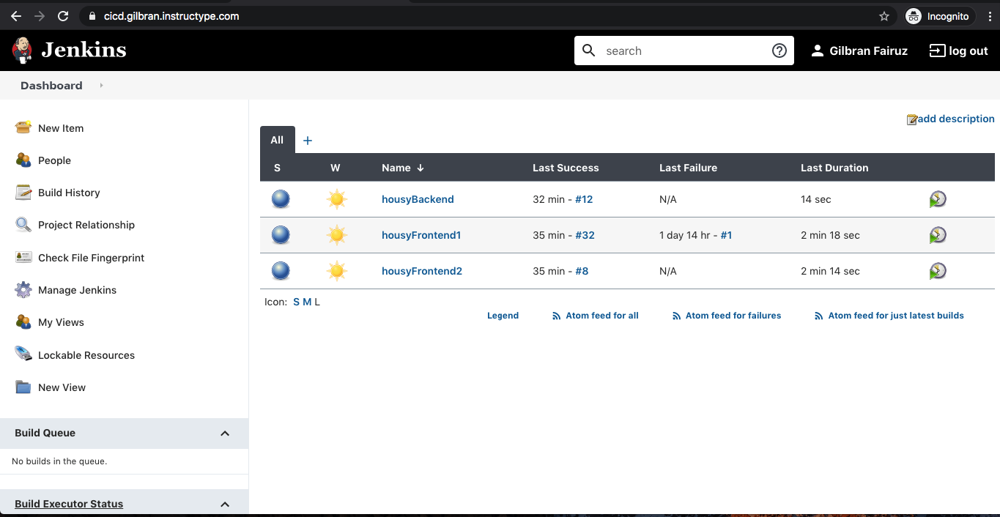 cicd.gilbran.instructype.com
Incognito
Jenkins
search
Gilbran Fairuz
log out
Dashboard
New Item
People
Build History
Project Relationship
Check File Fingerprint
Manage Jenkins
My Views
Lockable Resources
New View
Build Queue
No builds in the queue.
Build Executor Status
add description
All +
S W Name ↓ Last Success Last Failure Last Duration
housyBackend 32 min - #12 N/A 14 sec
housyFrontend1 35 min - #32 1 day 14 hr - #1 2 min 18 sec
housyFrontend2 35 min - #8 N/A 2 min 14 sec
Icon: S M L
Legend Atom feed for all Atom feed for failures Atom feed for just latest builds